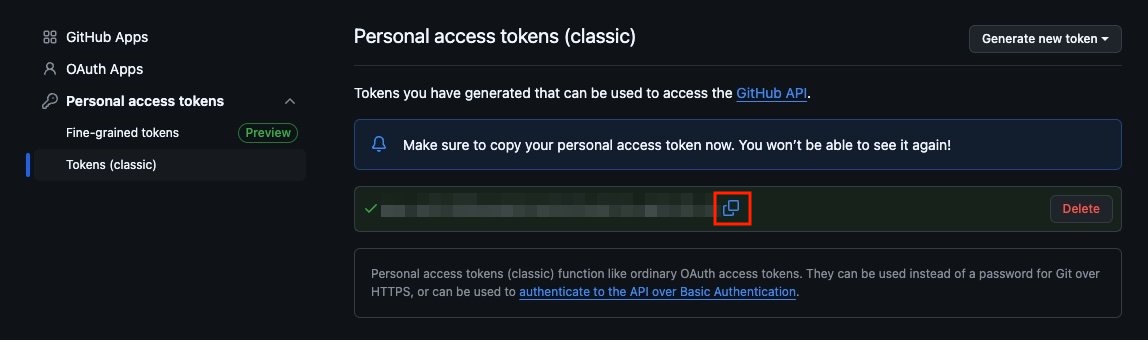 GitHub Apps
OAuth Apps
Personal access tokens
Fine-grained tokens Preview
Tokens (classic)
Personal access tokens (classic)
Generate new token
Tokens you have generated that can be used to access the GitHub API.
Make sure to copy your personal access token now. You won't be able to see it again!
Delete
Personal access tokens (classic) function like ordinary OAuth access tokens. They can be used instead of a password for Git over
HTTPS, or can be used to authenticate to the API over Basic Authentication.